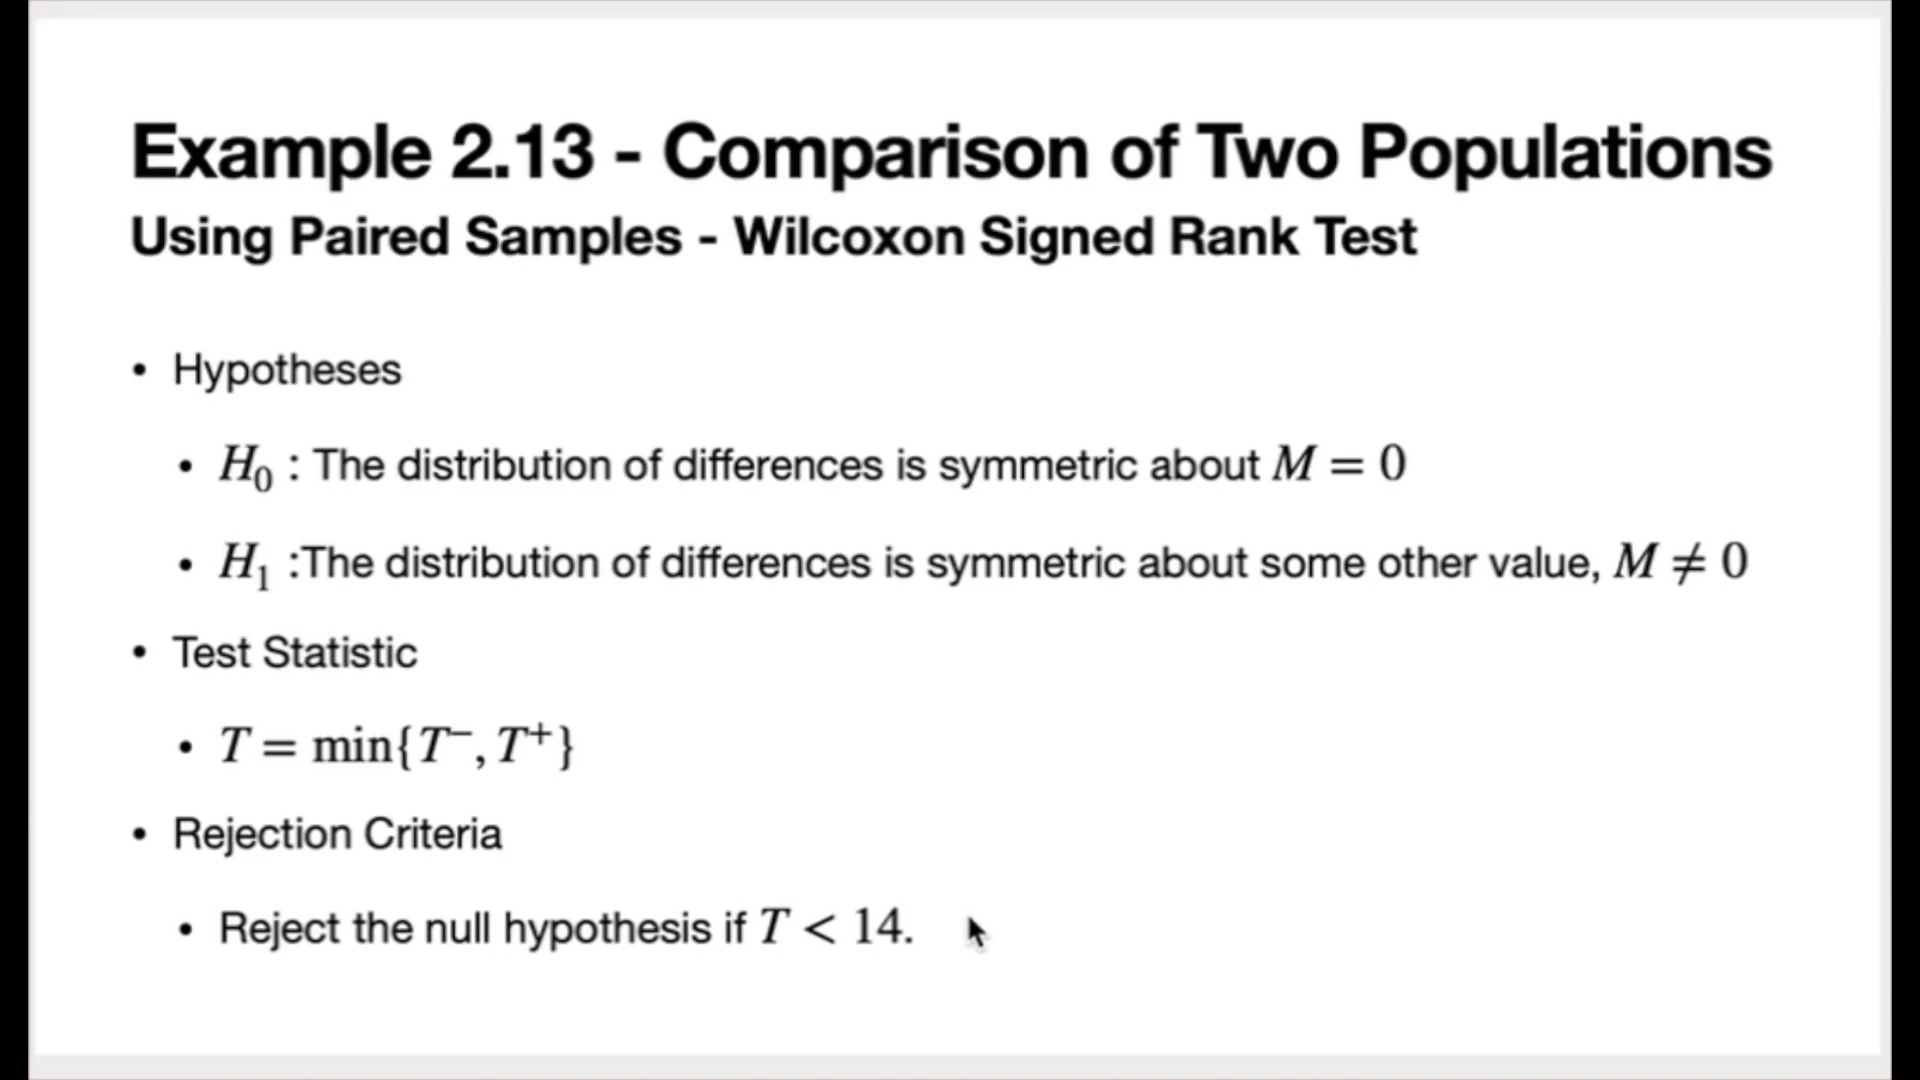 Example 2.13 - Comparison of Two Populations
Using Paired Samples - Wilcoxon Signed Rank Test
• Hypotheses
• H₀ : The distribution of differences is symmetric about M = 0
• H₁ :The distribution of differences is symmetric about some other value, M ≠ 0
• Test Statistic
• T = min{T⁻, T⁺}
• Rejection Criteria
• Reject the null hypothesis if T < 14.